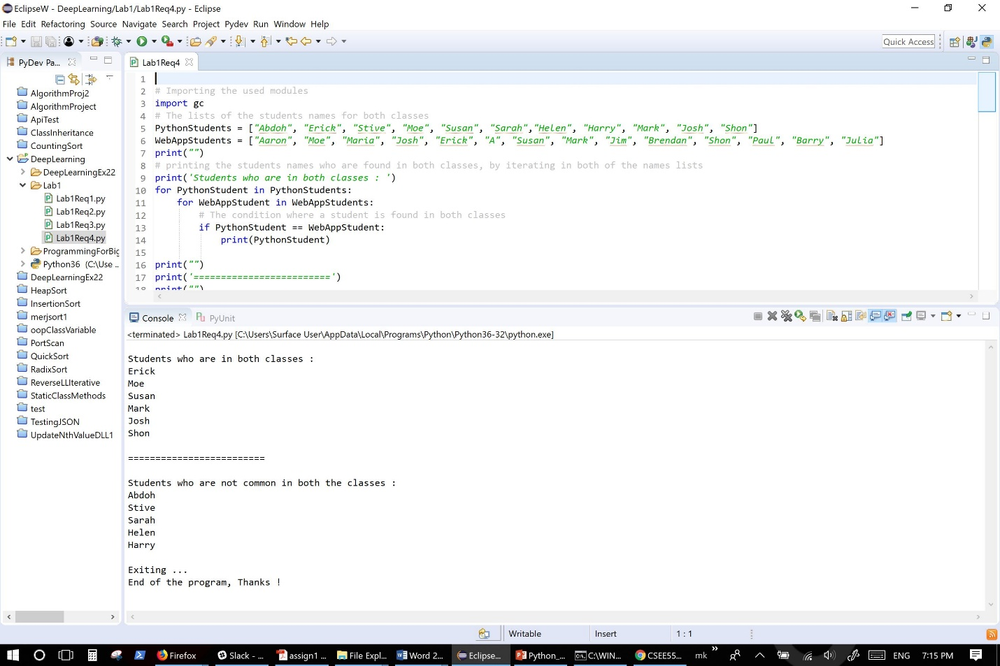 EclipseW - DeepLearning/Lab1/Lab1Req4.py - Eclipse
File Edit Refactoring Source Navigate Search Project Pydev Run Window Help
Quick Access
PyDev Pa...
AlgorithmProj2
AlgorithmProject
ApiTest
ClassInheritance
CountingSort
DeepLearning
DeepLearningEx22
Lab1
Lab1Req1.py
Lab1Req2.py
Lab1Req3.py
Lab1Req4.py
ProgrammingForBig
Python36 (C:\Use ..
DeepLearningEx22
HeapSort
InsertionSort
merjsort1
oopClassVariable
PortScan
QuickSort
RadixSort
ReverseLLIterative
StaticClassMethods
test
TestingJSON
UpdateNthValueDLL1
Lab1Req4
1
2 # Importing the used modules
3 import gc
4 # The lists of the students names for both classes
5 PythonStudents = ["Abdoh", "Erick", "Stive", "Moe", "Susan", "Sarah","Helen", "Harry", "Mark", "Josh", "Shon"]
6 WebAppStudents = ["Aaron", "Moe", "Maria", "Josh", "Erick", "A", "Susan", "Mark", "Jim", "Brendan", "Shon", "Paul", "Barry", "Julia"]
7 print("")
8 # printing the students names who are found in both classes, by iterating in both of the names lists
9 print('Students who are in both classes : ')
10 for PythonStudent in PythonStudents:
11 for WebAppStudent in WebAppStudents:
12 # The condition where a student is found in both classes
13 if PythonStudent == WebAppStudent:
14 print(PythonStudent)
15
16 print("")
17 print('=========================')
18 print("")
Console PyUnit
<terminated> Lab1Req4.py [C:\Users\Surface User\AppData\Local\Programs\Python\Python36-32\python.exe]
Students who are in both classes :
Erick
Moe
Susan
Mark
Josh
Shon
=========================
Students who are not common in both the classes :
Abdoh
Stive
Sarah
Helen
Harry
Exiting ...
End of the program, Thanks !
Writable Insert 1 : 1
Firefox Slack - ... assign1 ... File Expl... Word 2... Eclipse... Python_... C:\WIN... CSEE55... mk » ENG 7:15 PM